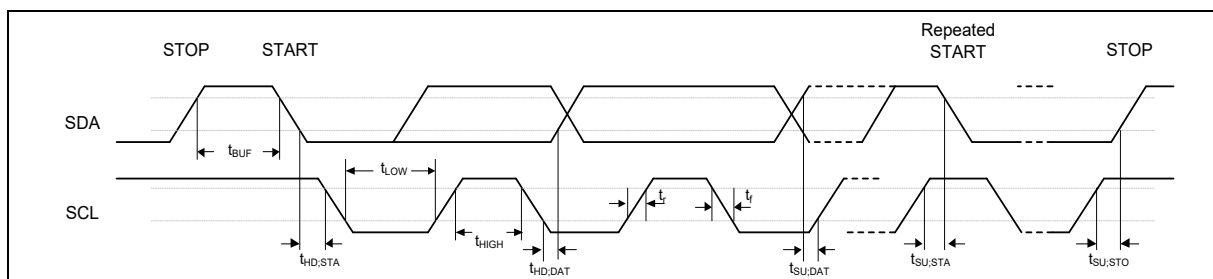 Repeated
STOP START START STOP
SDA
tBUF
tLOW
SCL
tr tf
tHIGH
tHD;STA tHD;DAT tSU;DAT tSU;STA tSU;STO